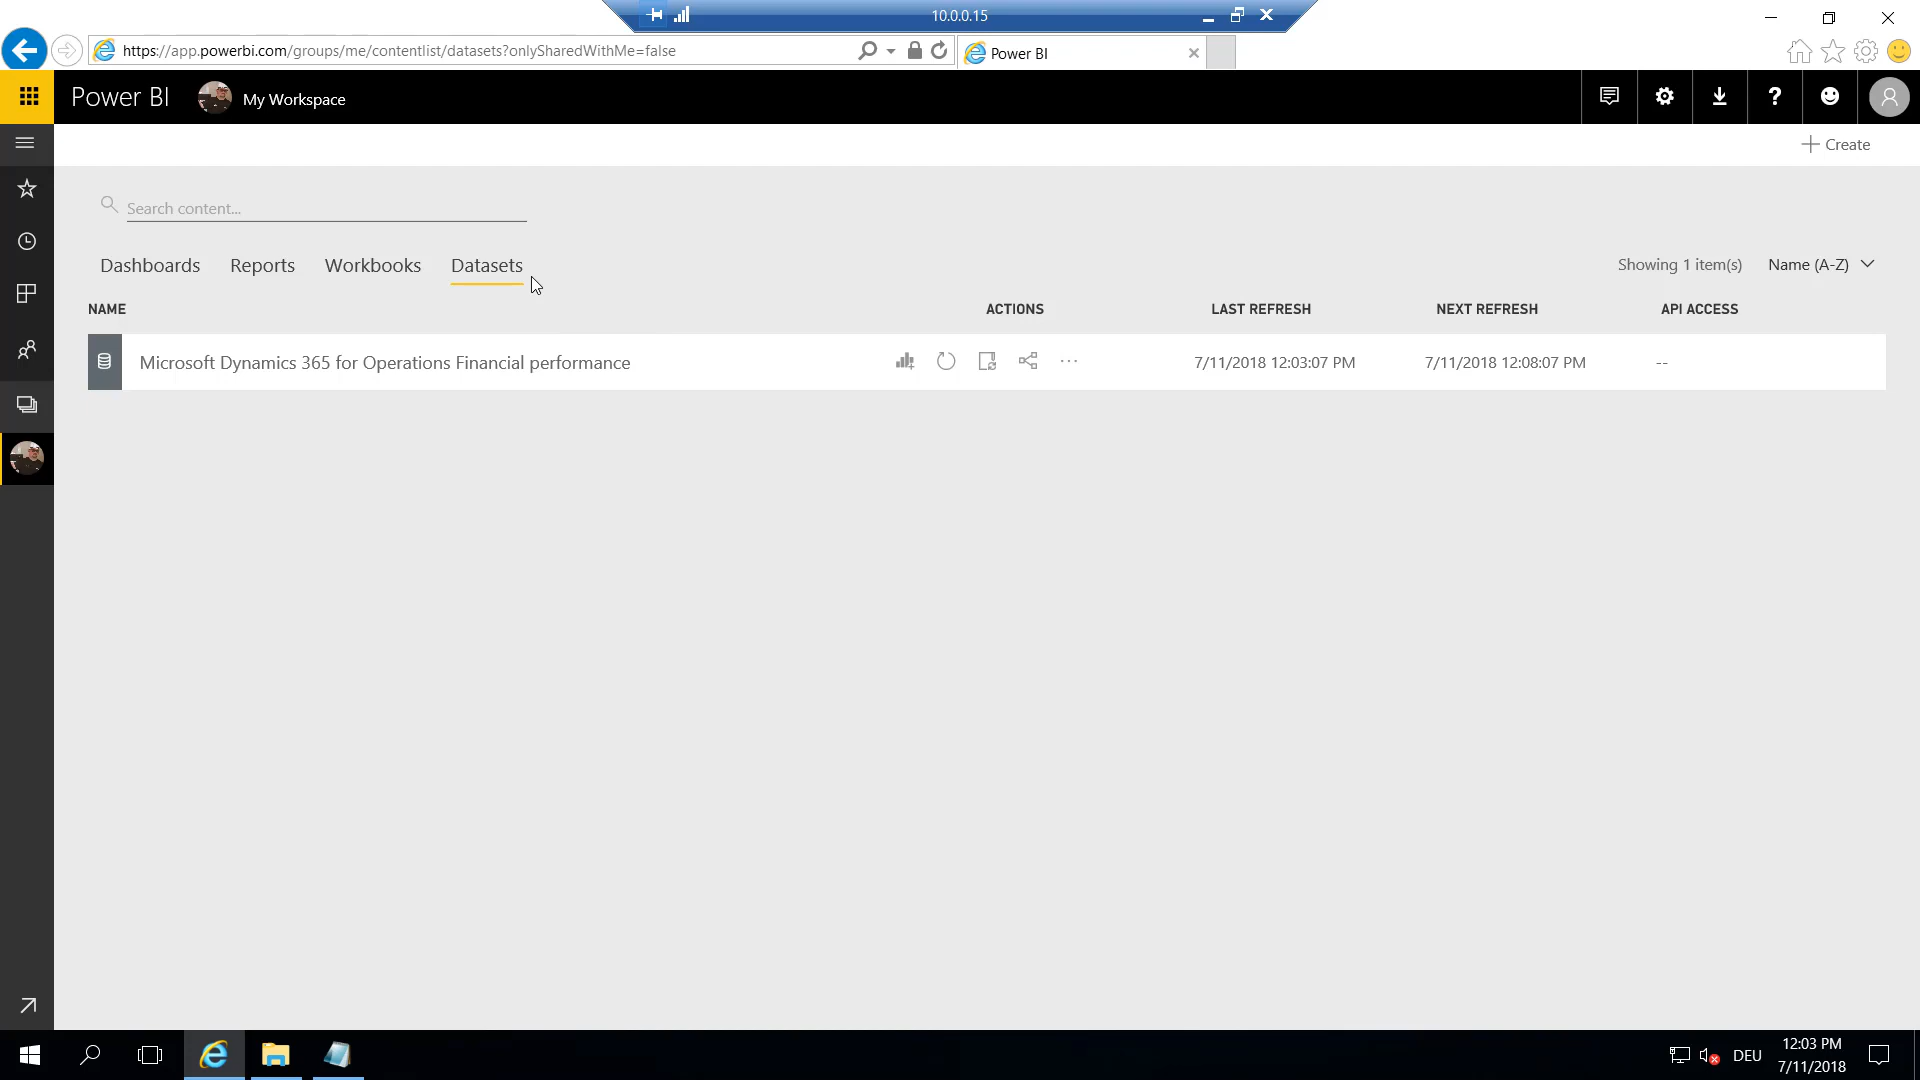 10.0.0.15
https://app.powerbi.com/groups/me/contentlist/datasets?onlySharedWithMe=false
Power BI
Power BI
My Workspace
Create
Search content...
Dashboards
Reports
Workbooks
Datasets
Showing 1 item(s)
Name (A-Z)
NAME
ACTIONS
LAST REFRESH
NEXT REFRESH
API ACCESS
Microsoft Dynamics 365 for Operations Financial performance
7/11/2018 12:03:07 PM
7/11/2018 12:08:07 PM
--
DEU
12:03 PM
7/11/2018